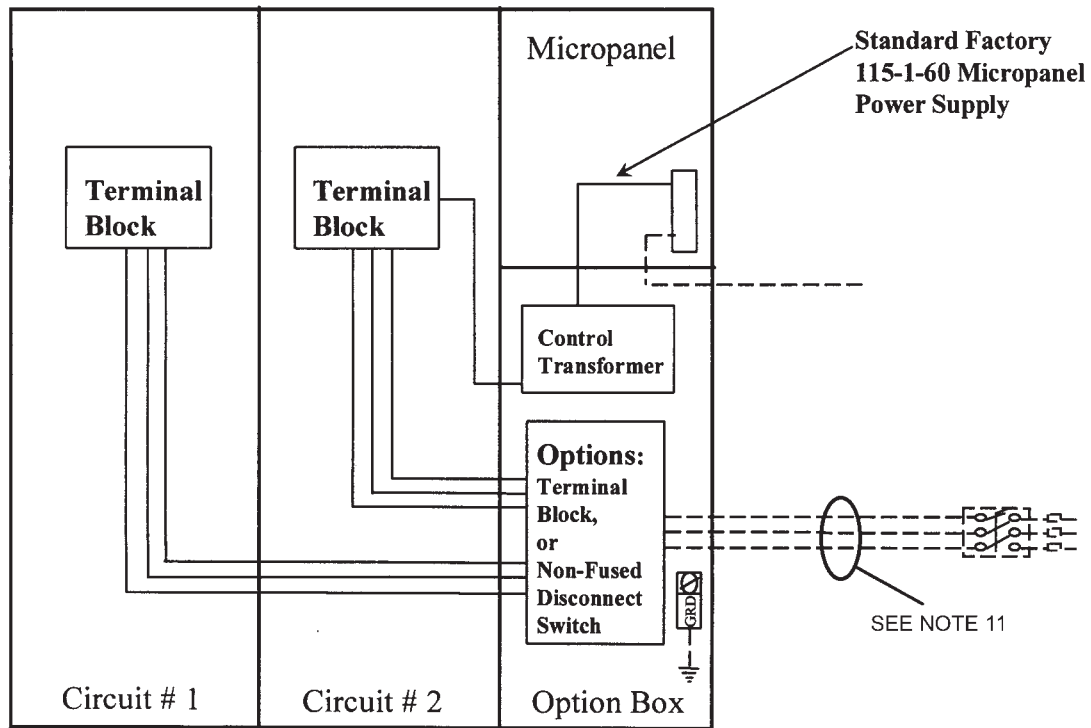 Micropanel
Standard Factory
115-1-60 Micropanel
Power Supply
Terminal
Block
Terminal
Block
Control
Transformer
Options:
Terminal
Block,
or
Non-Fused
Disconnect
Switch
GRD
SEE NOTE 11
Circuit # 1
Circuit # 2
Option Box